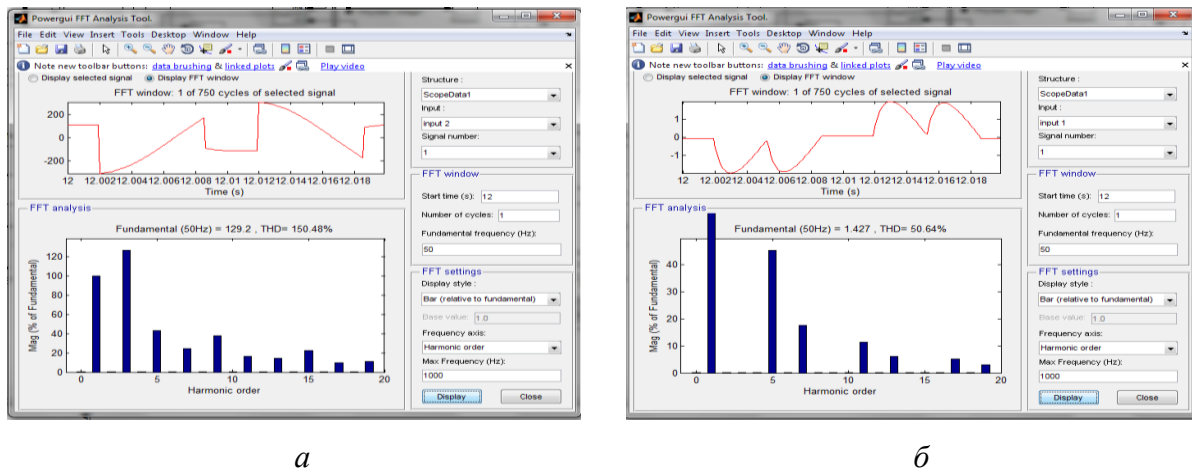 Powergui FFT Analysis Tool.
File Edit View Insert Tools Desktop Window Help
Note new toolbar buttons: data brushing & linked plots Play video
Display selected signal Display FFT window
FFT window: 1 of 750 cycles of selected signal
200
0
-200
12 12.002 12.004 12.006 12.008 12.01 12.012 12.014 12.016 12.018
Time (s)
FFT analysis
Fundamental (50Hz) = 129.2 , THD= 150.48%
Mag (% of Fundamental)
120
100
80
60
40
20
0
0 5 10 15 20
Harmonic order
Structure :
ScopeData1
Input :
input 2
Signal number:
1
FFT window
Start time (s): 12
Number of cycles: 1
Fundamental frequency (Hz):
50
FFT settings
Display style :
Bar (relative to fundamental)
Base value: 1.0
Frequency axis:
Harmonic order
Max Frequency (Hz):
1000
Display Close
а
Powergui FFT Analysis Tool.
File Edit View Insert Tools Desktop Window Help
Note new toolbar buttons: data brushing & linked plots Play video
Display selected signal Display FFT window
FFT window: 1 of 750 cycles of selected signal
1
0
-1
12 12.002 12.004 12.006 12.008 12.01 12.012 12.014 12.016 12.018
Time (s)
FFT analysis
Fundamental (50Hz) = 1.427 , THD= 50.64%
Mag (% of Fundamental)
40
30
20
10
0
0 5 10 15 20
Harmonic order
Structure :
ScopeData1
Input :
input 1
Signal number:
1
FFT window
Start time (s): 12
Number of cycles: 1
Fundamental frequency (Hz):
50
FFT settings
Display style :
Bar (relative to fundamental)
Base value: 1.0
Frequency axis:
Harmonic order
Max Frequency (Hz):
1000
Display Close
б